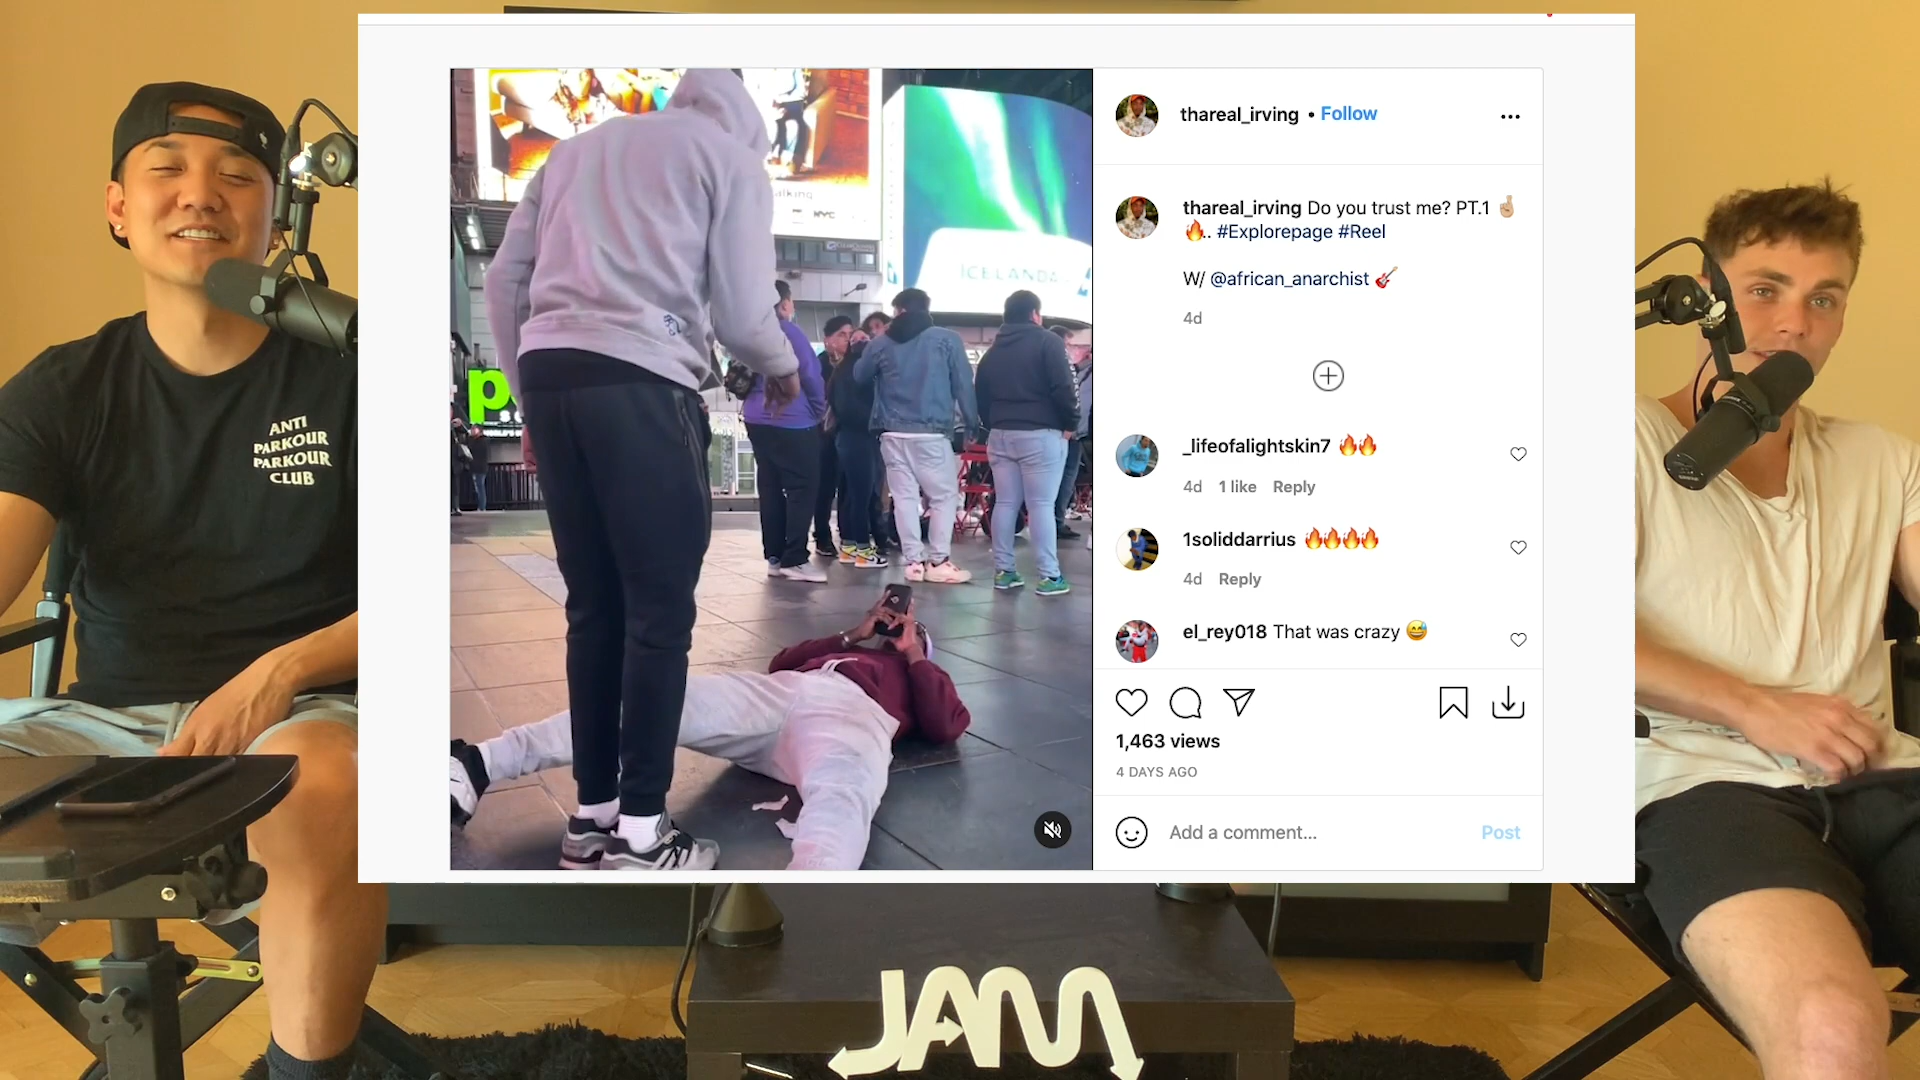 thareal_irving • Follow
thareal_irving Do you trust me? PT.1 🤞🏼
🔥.. #Explorepage #Reel
W/ @african_anarchist 🎸
4d
_lifeofalightskin7 🔥🔥
4d 1 like Reply
1soliddarrius 🔥🔥🔥🔥
4d Reply
el_rey018 That was crazy 😅
1,463 views
4 DAYS AGO
Add a comment... Post
ANTI
PARKOUR
PARKOUR
CLUB
ICELANDA
NYC
p
JAM